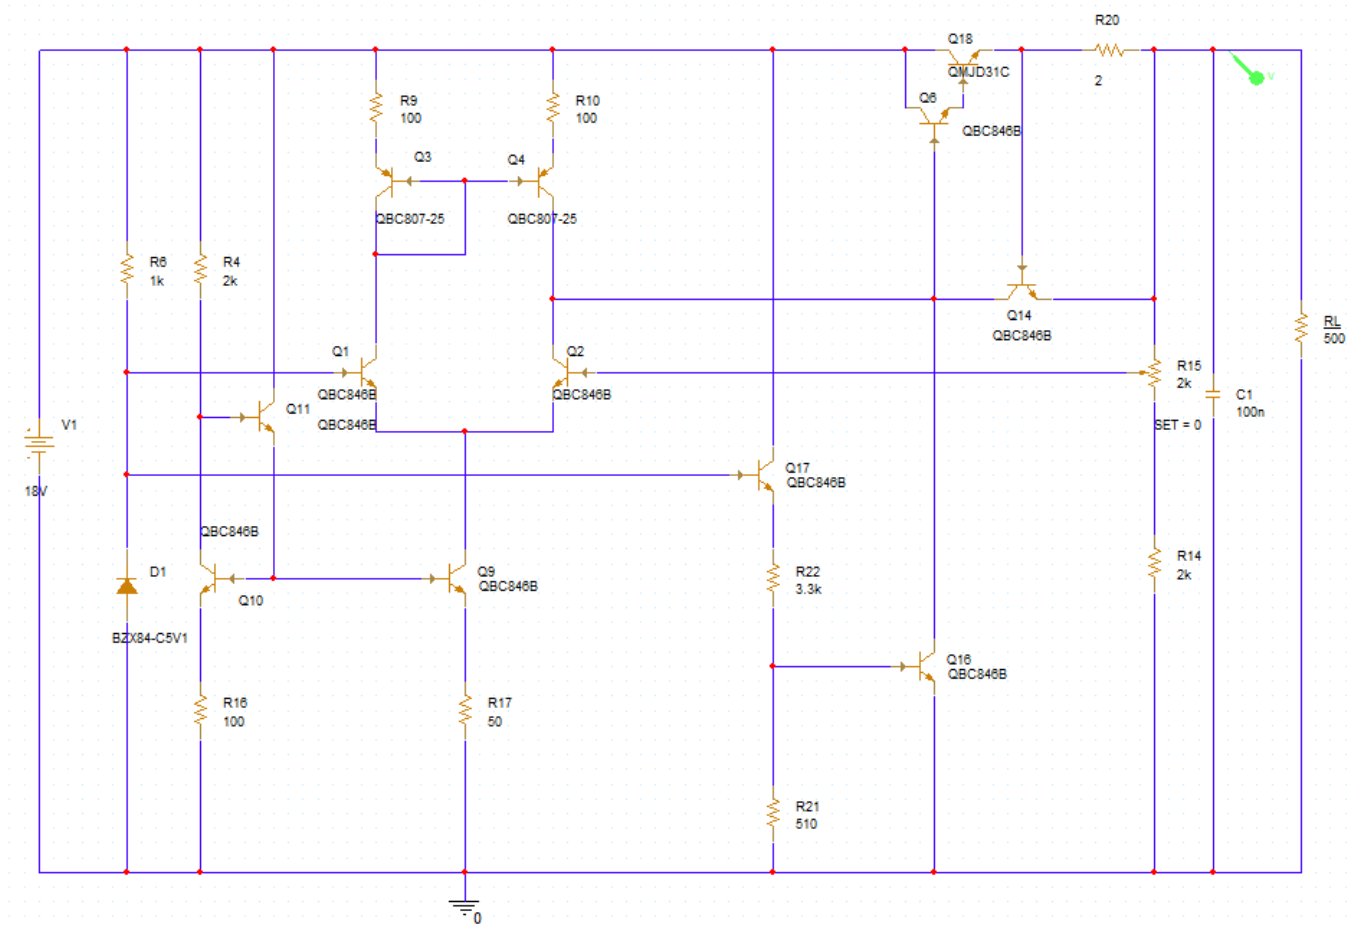 R20
2
Q18
QMJD31C
Q6
QBC846B
R9
100
R10
100
Q3
QBC807-25
Q4
QBC807-25
R6
1k
R4
2k
Q14
QBC846B
RL
500
Q1
QBC846B
QBC846B
Q2
QBC846B
R15
2k
SET = 0
C1
100n
Q11
V1
18V
Q17
QBC846B
QBC846B
Q10
D1
BZX84-C5V1
Q9
QBC846B
R22
3.3k
R14
2k
Q16
QBC846B
R16
100
R17
50
R21
510
0
V